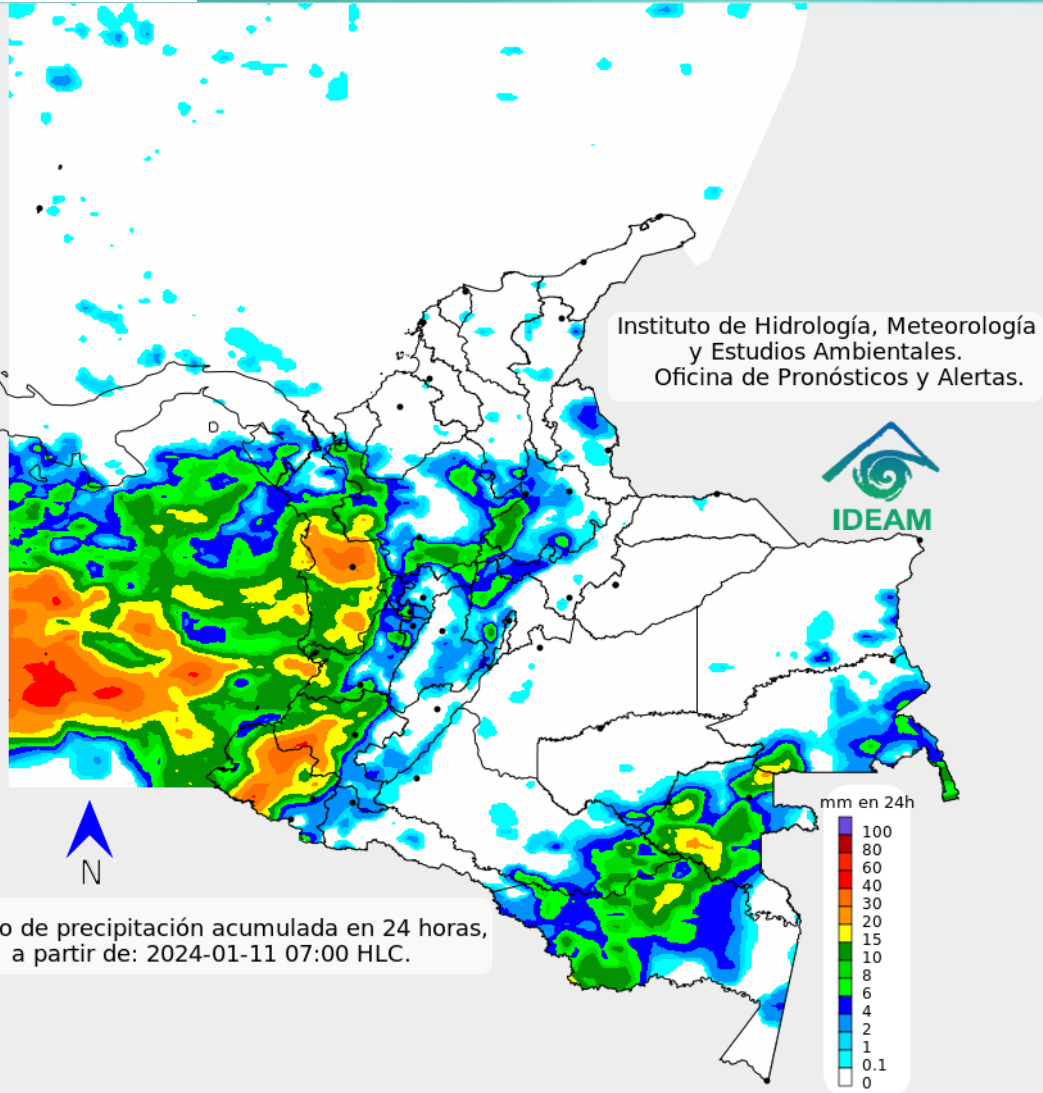 Instituto de Hidrología, Meteorología
y Estudios Ambientales.
Oficina de Pronósticos y Alertas.
IDEAM
mm en 24h
100
80
60
40
30
20
15
10
8
6
4
2
1
0.1
0
N
o de precipitación acumulada en 24 horas,
a partir de: 2024-01-11 07:00 HLC.